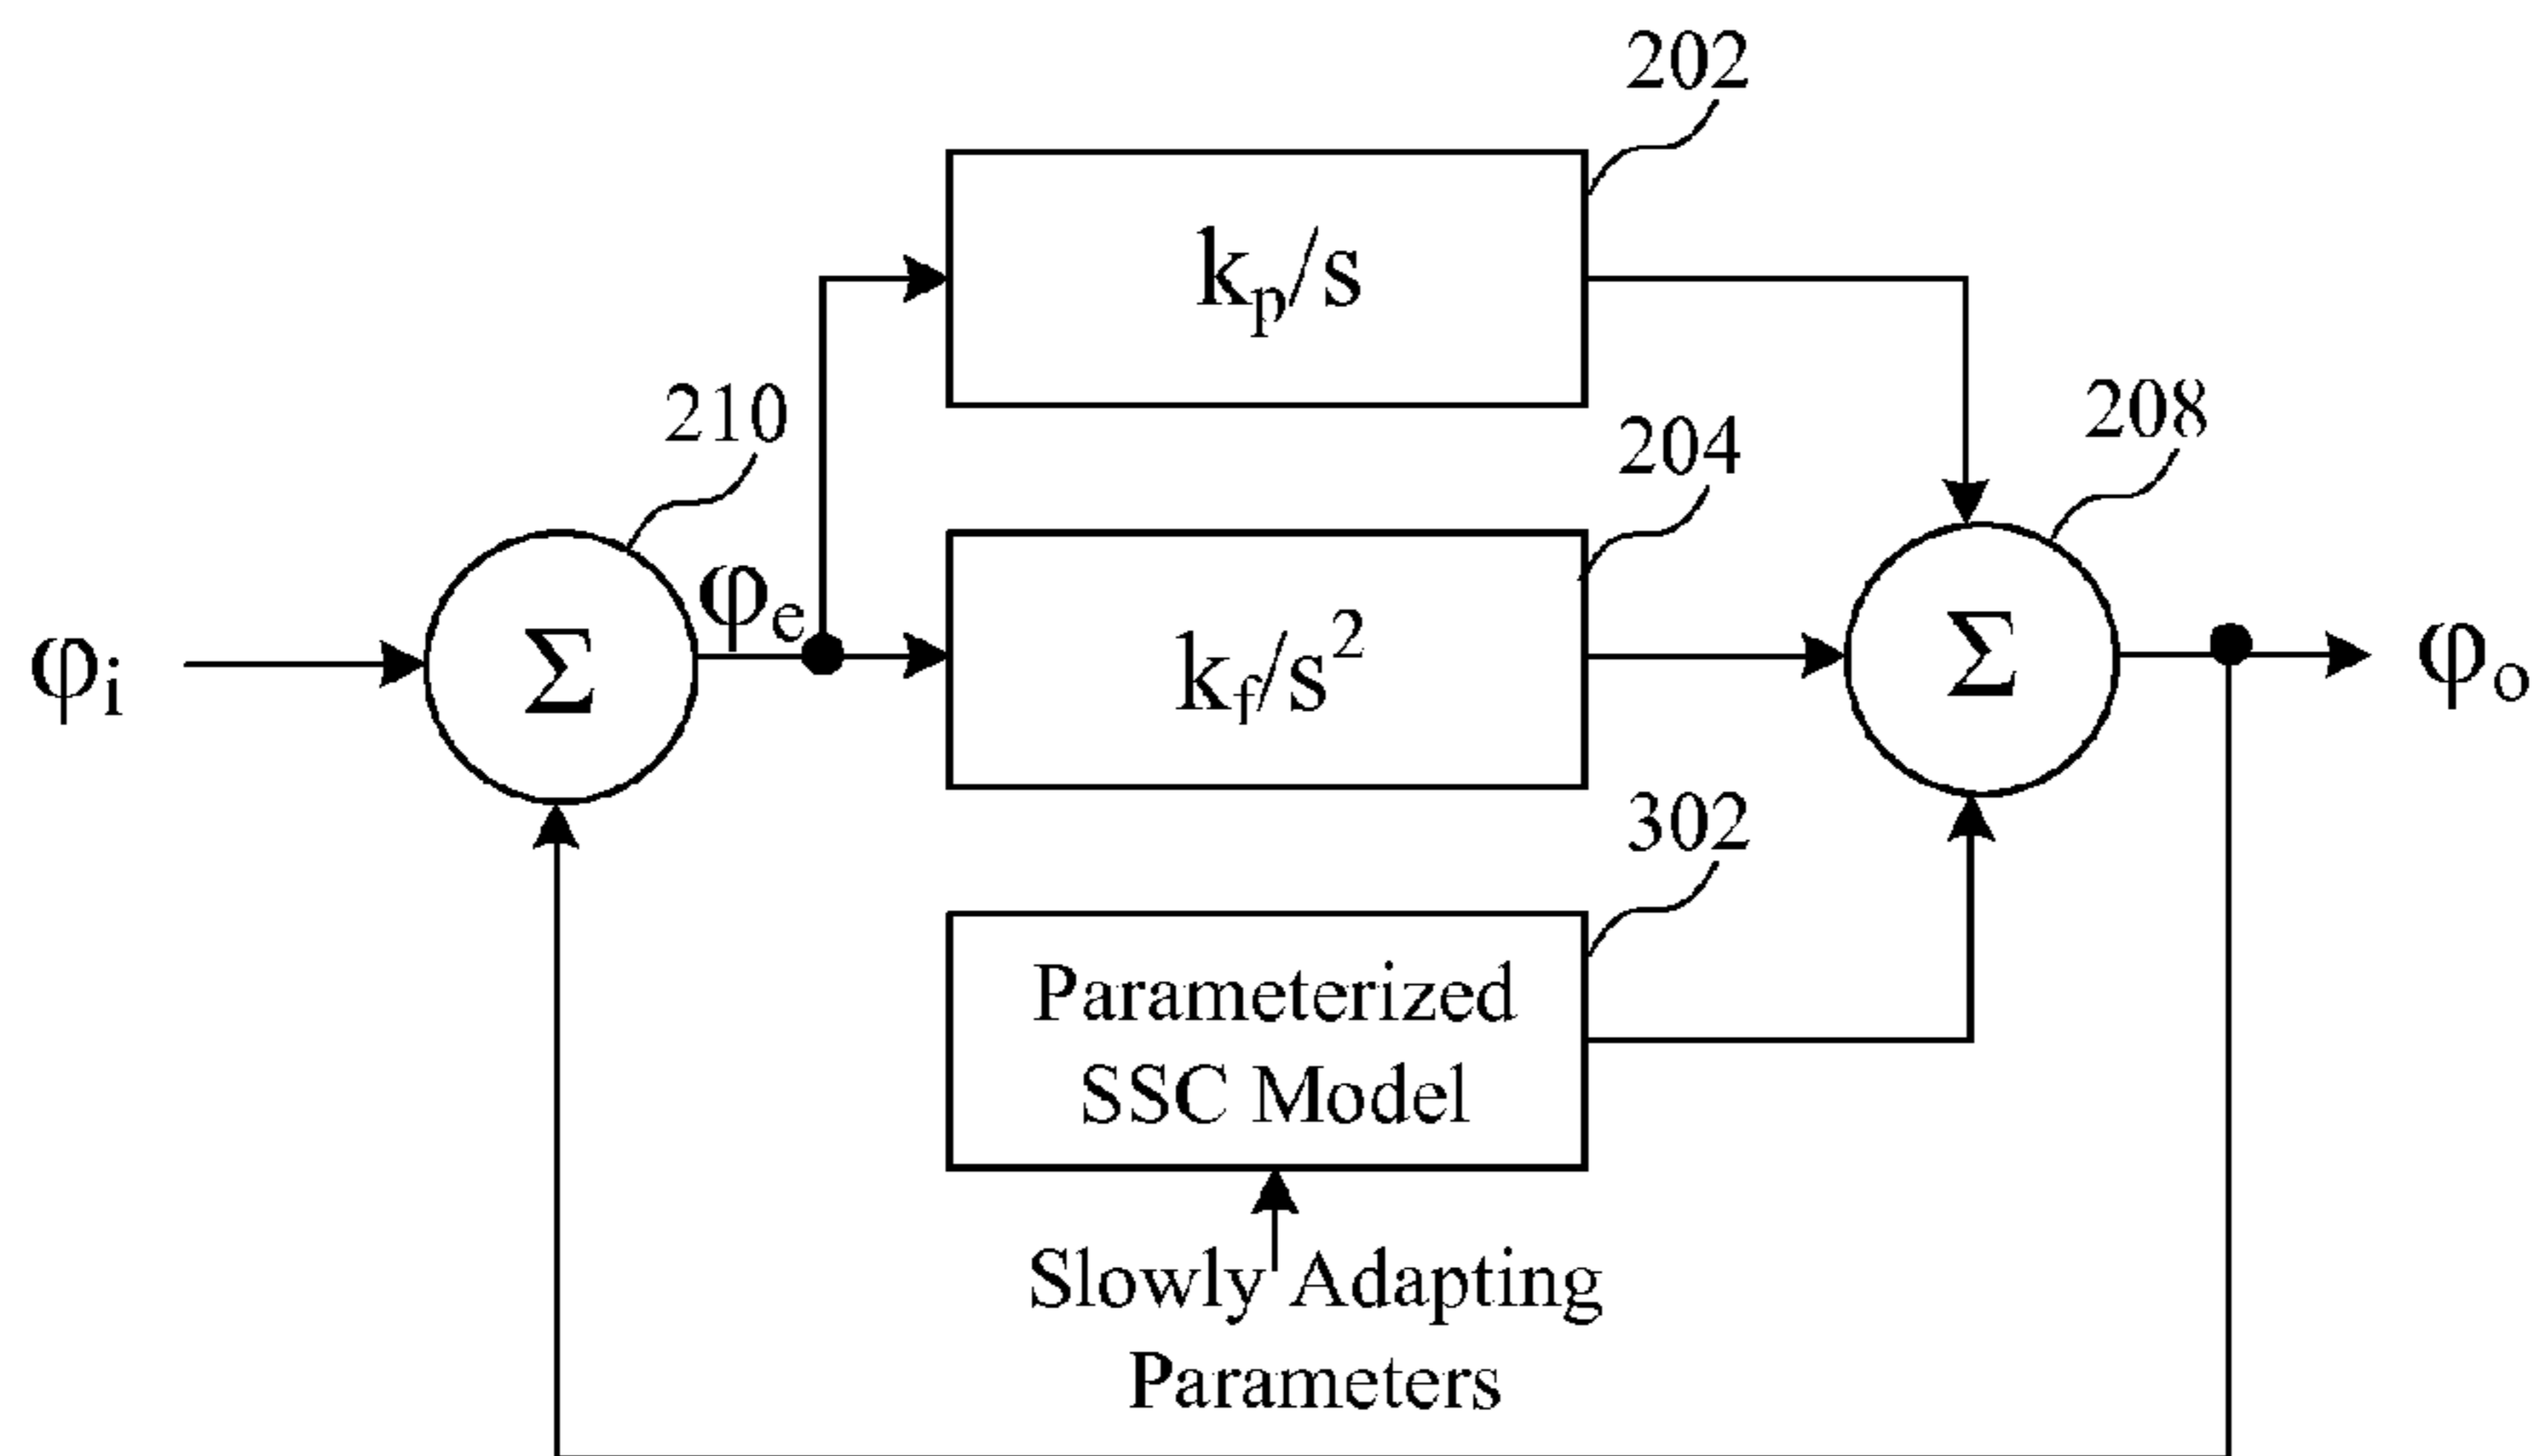 202
kp/s
210
204
208
φi
Σ
φe
kf/s²
Σ
φo
302
Parameterized
SSC Model
Slowly Adapting
Parameters